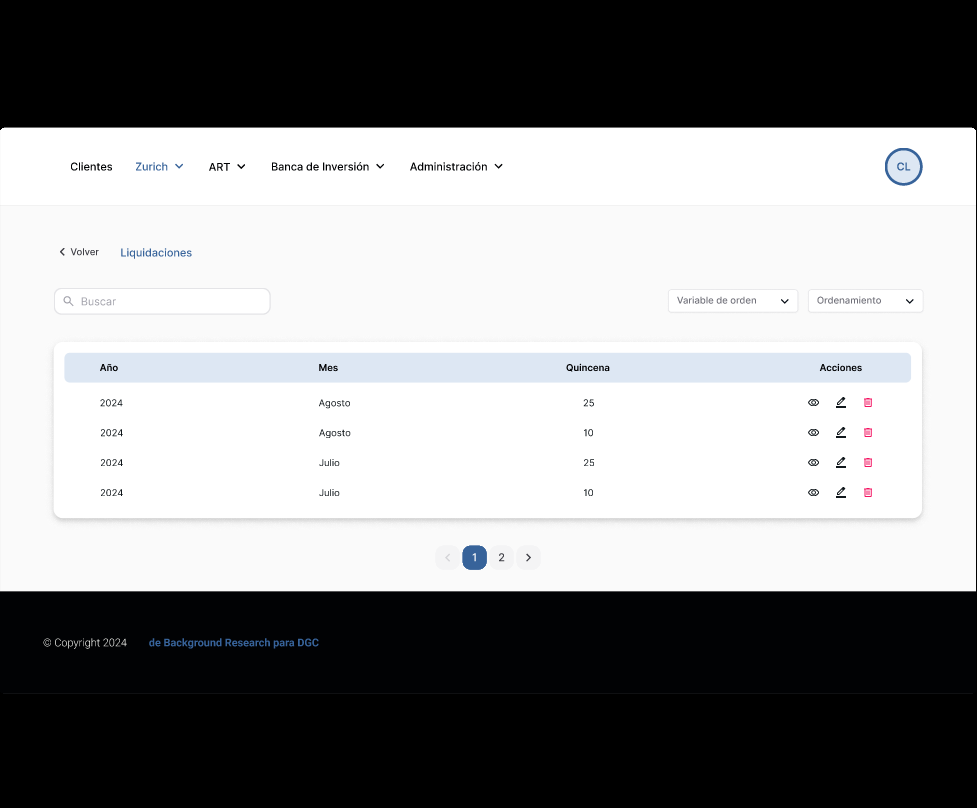 Clientes Zurich ART Banca de Inversión Administración CL
Volver Liquidaciones
Buscar Variable de orden Ordenamiento
Año Mes Quincena Acciones
2024 Agosto 25
2024 Agosto 10
2024 Julio 25
2024 Julio 10
1 2
© Copyright 2024 de Background Research para DGC